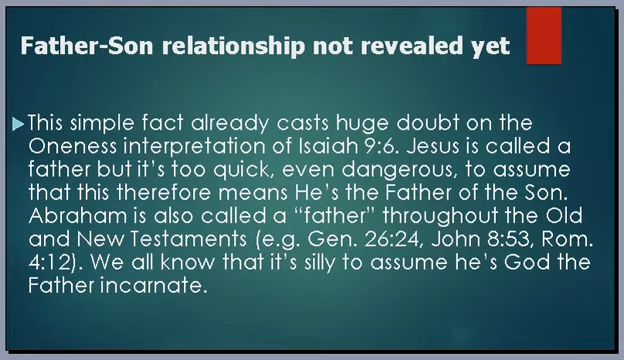 Father-Son relationship not revealed yet
This simple fact already casts huge doubt on the
Oneness interpretation of Isaiah 9:6. Jesus is called a
father but it's too quick, even dangerous, to assume
that this therefore means He's the Father of the Son.
Abraham is also called a “father” throughout the Old
and New Testaments (e.g. Gen. 26:24, John 8:53, Rom.
4:12). We all know that it's silly to assume he's God the
Father incarnate.